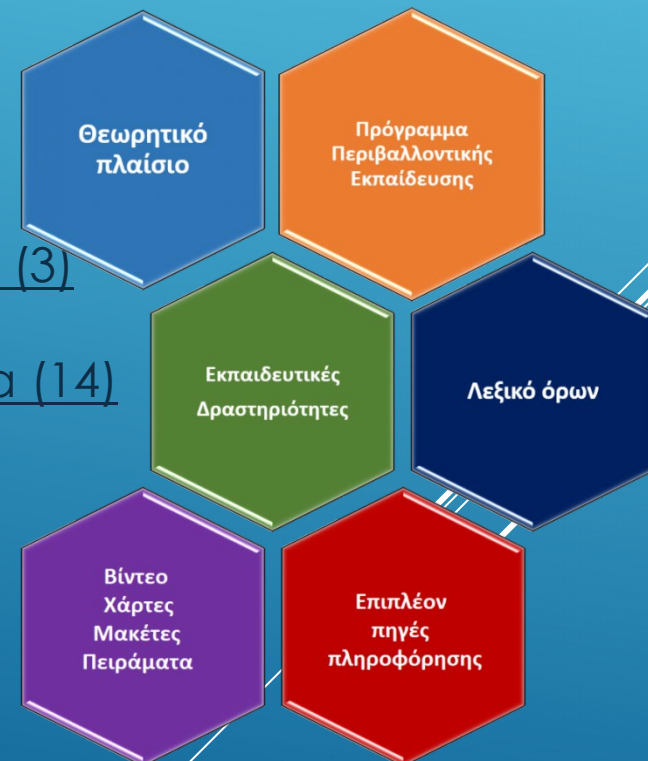 Θεωρητικό
πλαίσιο
Πρόγραμμα
Περιβαλλοντικής
Εκπαίδευσης
(3)
(14)
Εκπαιδευτικές
Δραστηριότητες
Λεξικό όρων
Βίντεο
Χάρτες
Μακέτες
Πειράματα
Επιπλέον
πηγές
πληροφόρησης